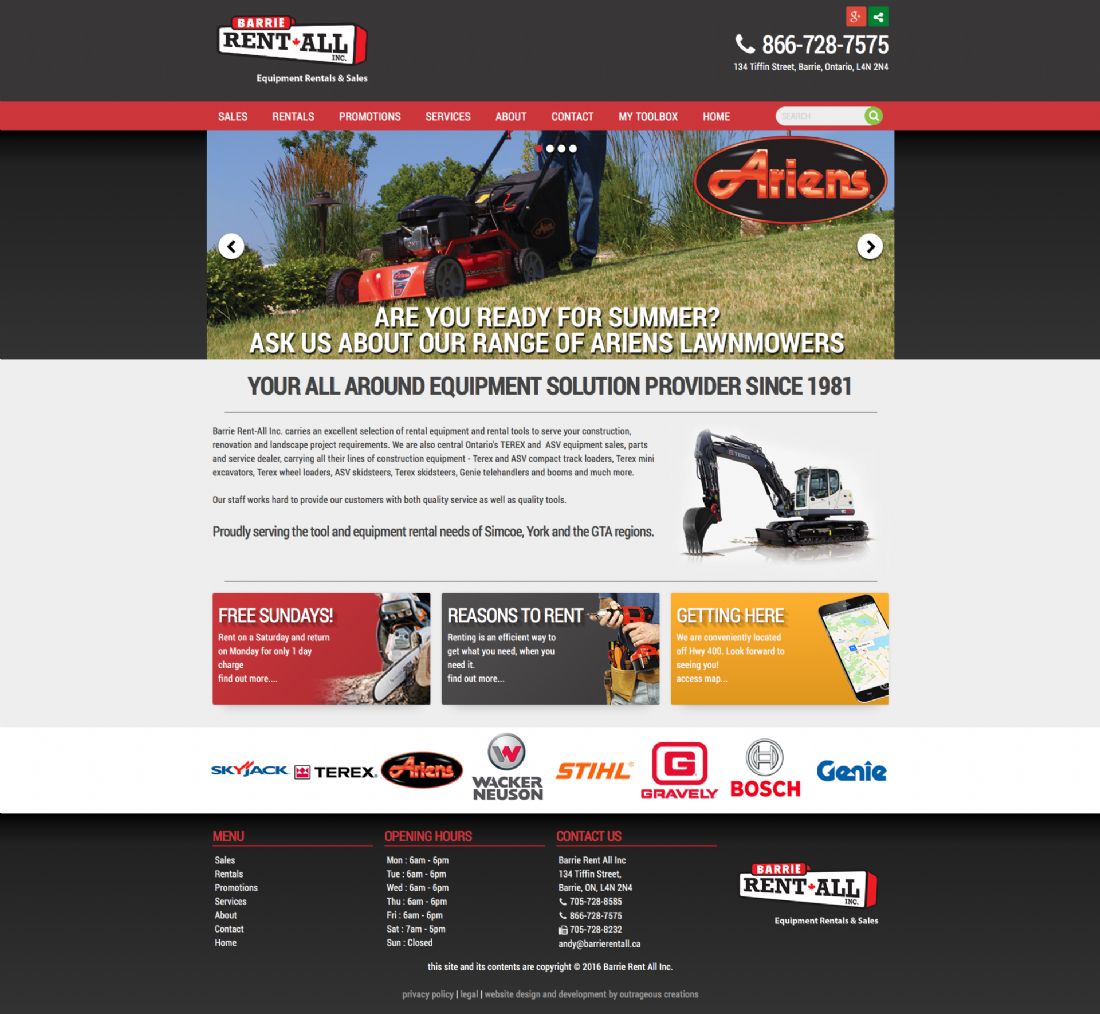 BARRIE
RENT ALL
INC.
Equipment Rentals & Sales
g+
866-728-7575
134 Tiffin Street, Barrie, Ontario, L4N 2N4
SALES RENTALS PROMOTIONS SERVICES ABOUT CONTACT MY TOOLBOX HOME SEARCH
Ariens
ARE YOU READY FOR SUMMER?
ASK US ABOUT OUR RANGE OF ARIENS LAWNMOWERS
YOUR ALL AROUND EQUIPMENT SOLUTION PROVIDER SINCE 1981
Barrie Rent-All Inc. carries an excellent selection of rental equipment and rental tools to serve your construction,
renovation and landscape project requirements. We are also central Ontario's TEREX and ASV equipment sales, parts
and service dealer, carrying all their lines of construction equipment - Terex and ASV compact track loaders, Terex mini
excavators, Terex wheel loaders, ASV skidsteers, Terex skidsteers, Genie telehandlers and booms and much more.
Our staff works hard to provide our customers with both quality service as well as quality tools.
Proudly serving the tool and equipment rental needs of Simcoe, York and the GTA regions.
TEREX
FREE SUNDAYS!
Rent on a Saturday and return
on Monday for only 1 day
charge
find out more....
REASONS TO RENT
Renting is an efficient way to
get what you need, when you
need it.
find out more...
GETTING HERE
We are conveniently located
off Hwy 400. Look forward to
seeing you!
access map...
SKYJACK
TEREX
Ariens
WACKER
NEUSON
STIHL
GRAVELY
BOSCH
Genie
MENU
Sales
Rentals
Promotions
Services
About
Contact
Home
OPENING HOURS
Mon : 6am - 6pm
Tue : 6am - 6pm
Wed : 6am - 6pm
Thu : 6am - 6pm
Fri : 6am - 6pm
Sat : 7am - 5pm
Sun : Closed
CONTACT US
Barrie Rent All Inc
134 Tiffin Street,
Barrie, ON, L4N 2N4
705-728-8585
866-728-7575
705-728-8232
andy@barrierentall.ca
BARRIE
RENT ALL
INC.
Equipment Rentals & Sales
this site and its contents are copyright © 2016 Barrie Rent All Inc.
privacy policy | legal | website design and development by outrageous creations